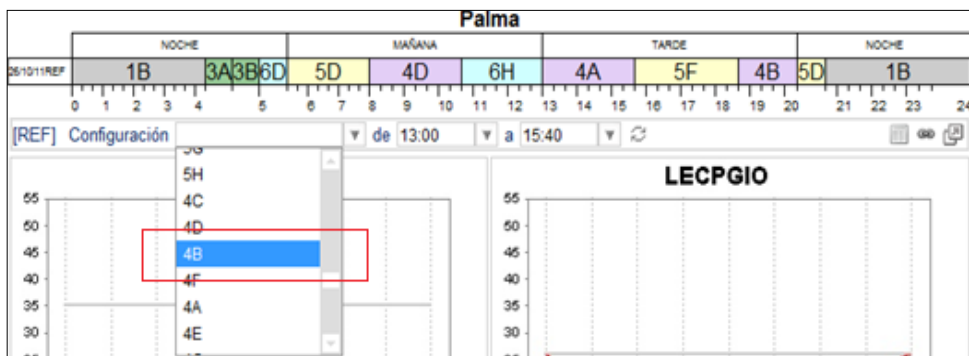 Palma
NOCHE MAÑANA TARDE NOCHE
26/10/11REF 1B 3A 3B 6D 5D 4D 6H 4A 5F 4B 5D 1B
0 1 2 3 4 5 6 7 8 9 10 11 12 13 14 15 16 17 18 19 20 21 22 23 24
[REF] Configuración de 13:00 a 15:40
5G
5H
4C
4D
4B
4F
4A
4E
LECPGIO
55 55
50 50
45 45
40 40
35 35
30 30